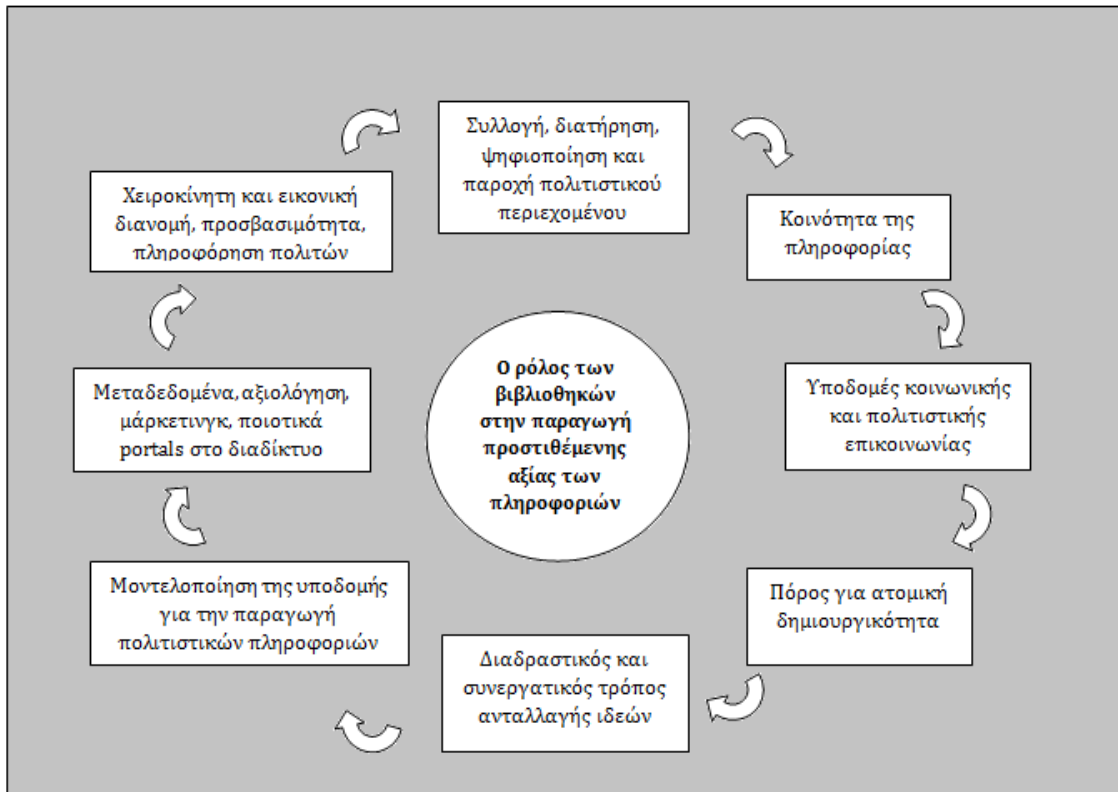 Συλλογή, διατήρηση,
ψηφιοποίηση και
παροχή πολιτιστικού
περιεχομένου
Κοινότητα της
πληροφορίας
Υποδομές κοινωνικής
και πολιτιστικής
επικοινωνίας
Πόρος για ατομική
δημιουργικότητα
Διαδραστικός και
συνεργατικός τρόπος
ανταλλαγής ιδεών
Μοντελοποίηση της υποδομής
για την παραγωγή
πολιτιστικών πληροφοριών
Μεταδεδομένα, αξιολόγηση,
μάρκετινγκ, ποιοτικά
portals στο διαδίκτυο
Χειροκίνητη και εικονική
διανομή, προσβασιμότητα,
πληροφόρηση πολιτών
Ο ρόλος των
βιβλιοθηκών
στην παραγωγή
προστιθέμενης
αξίας των
πληροφοριών